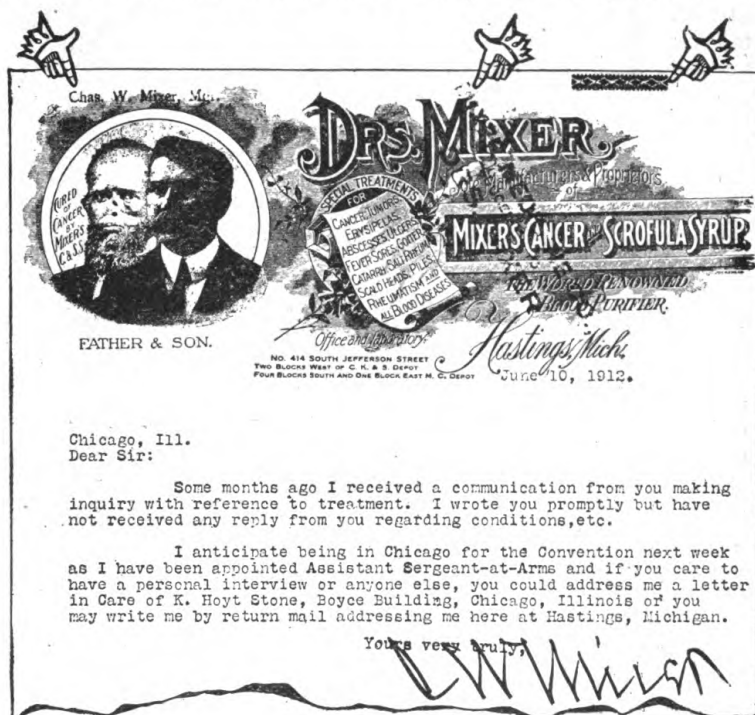 Chas. W. Mixer, Mgr.
DRS. MIXER.
Sole Manufacturers & Proprietors
of
MIXER'S CANCER and SCROFULA SYRUP
THE WORLD RENOWNED
BLOOD PURIFIER.
CURED OF
CANCER BY
MIXER'S
C. & S. S.
FATHER & SON.
SPECIAL TREATMENTS
FOR
CANCER, TUMORS,
ERYSIPELAS,
ABSCESSES, ULCERS,
FEVER SORES, GOITRE,
CATARRH, SALT RHEUM,
SCALD HEADS, PILES,
RHEUMATISM AND
ALL BLOOD DISEASES
Office and Laboratory:
NO. 414 SOUTH JEFFERSON STREET
TWO BLOCKS WEST OF C. K. & S. DEPOT
FOUR BLOCKS SOUTH AND ONE BLOCK EAST M. C. DEPOT
Hastings, Mich.
June 10, 1912.
Chicago, Ill.
Dear Sir:
Some months ago I received a communication from you making
inquiry with reference to treatment. I wrote you promptly but have
not received any reply from you regarding conditions,etc.
I anticipate being in Chicago for the Convention next week
as I have been appointed Assistant Sergeant-at-Arms and if you care to
have a personal interview or anyone else, you could address me a letter
in Care of K. Hoyt Stone, Boyce Building, Chicago, Illinois or you
may write me by return mail addressing me here at Hastings, Michigan.
Yours very truly,
C W Mixer